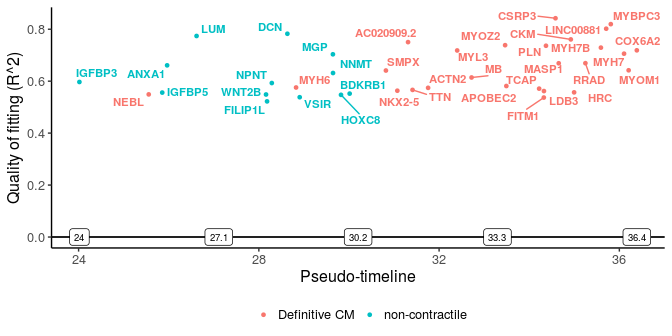 CSRP3
MYBPC3
LUM
DCN
AC020909.2
MYOZ2
CKM
LINC00881
COX6A2
MGP
MYL3
PLN
MYH7B
IGFBP3
ANXA1
NPNT
NNMT
SMPX
MB
MASP1
MYH7
MYH6
BDKRB1
ACTN2
TCAP
RRAD
MYOM1
NEBL
IGFBP5
WNT2B
VSIR
NKX2-5
TTN
APOBEC2
LDB3
HRC
FILIP1L
HOXC8
FITM1
Quality of fitting (R^2)
0.8
0.6
0.4
0.2
0.0
24
27.1
30.2
33.3
36.4
24
28
32
36
Pseudo-timeline
Definitive CM
non-contractile